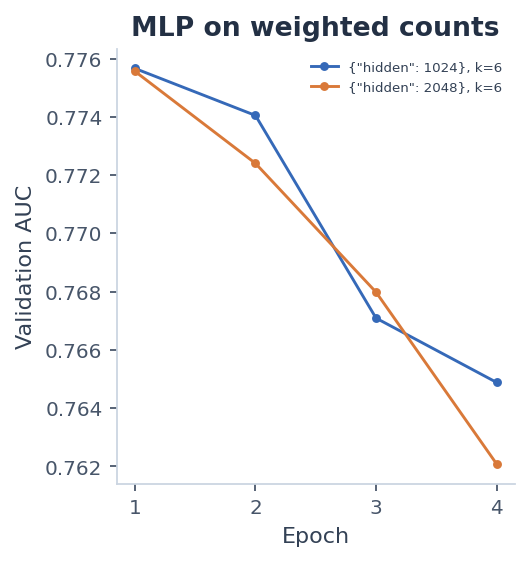 MLP on weighted counts
{"hidden": 1024}, k=6
{"hidden": 2048}, k=6
Validation AUC
0.776
0.774
0.772
0.770
0.768
0.766
0.764
0.762
1 2 3 4
Epoch